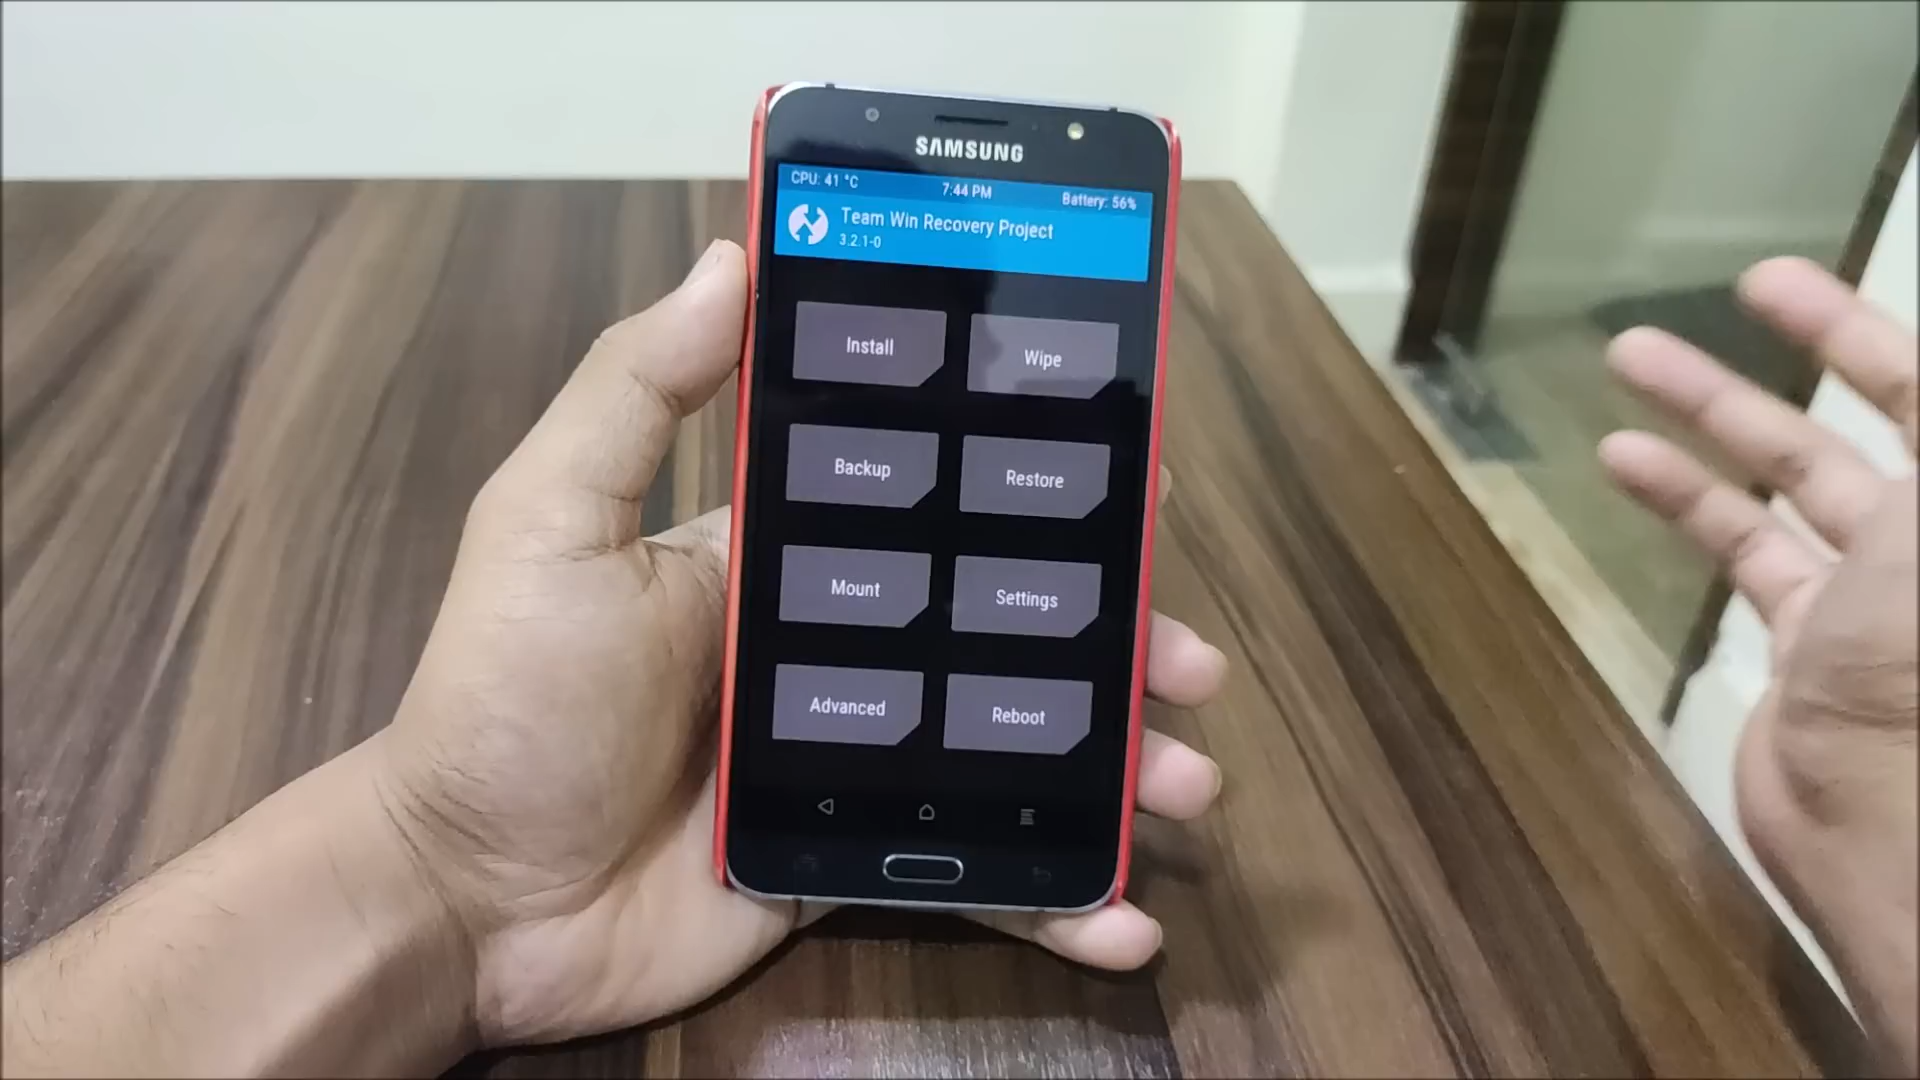 SAMSUNG
CPU: 41 °C 7:44 PM Battery: 56%
Team Win Recovery Project
3.2.1-0
Install Wipe
Backup Restore
Mount Settings
Advanced Reboot